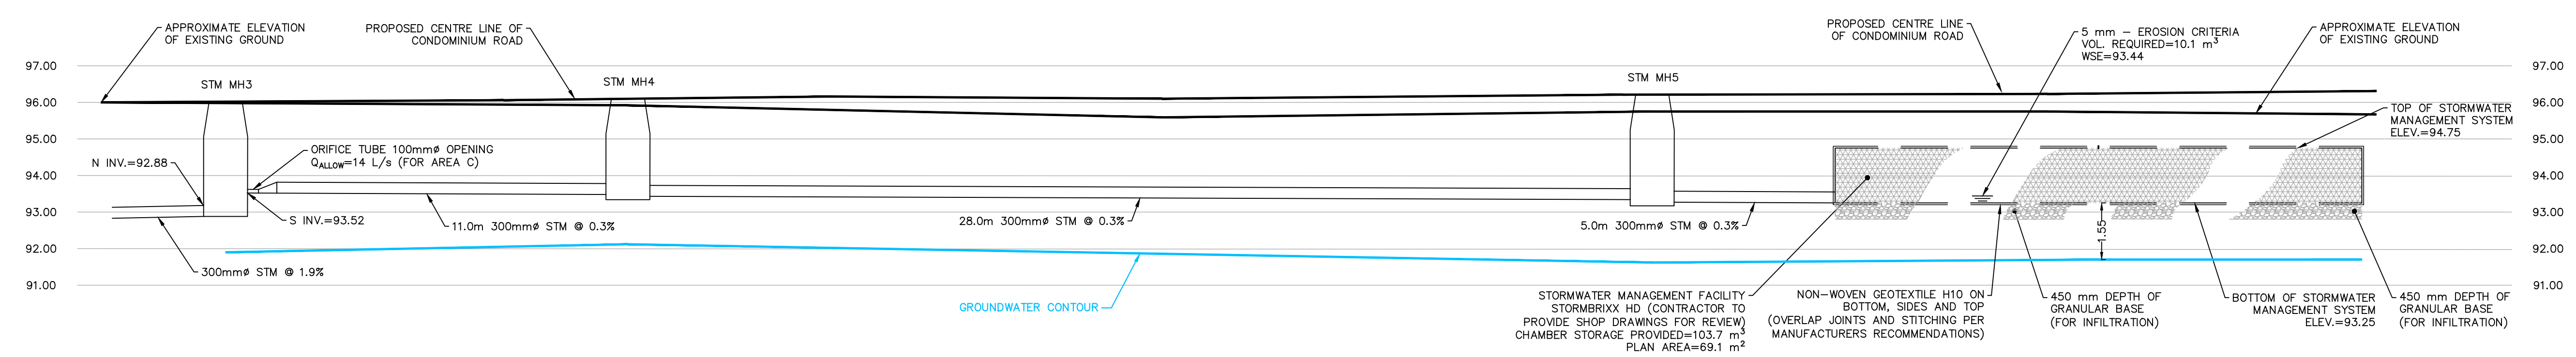 APPROXIMATE ELEVATION
OF EXISTING GROUND
PROPOSED CENTRE LINE OF
CONDOMINIUM ROAD
PROPOSED CENTRE LINE
OF CONDOMINIUM ROAD
5 mm – EROSION CRITERIA
VOL. REQUIRED=10.1 m³
WSE=93.44
APPROXIMATE ELEVATION
OF EXISTING GROUND
97.00
96.00
95.00
94.00
93.00
92.00
91.00
STM MH3
STM MH4
STM MH5
97.00
96.00
95.00
94.00
93.00
92.00
91.00
TOP OF STORMWATER
MANAGEMENT SYSTEM
ELEV.=94.75
N INV.=92.88
ORIFICE TUBE 100mmø OPENING
QALLOW=14 L/s (FOR AREA C)
S INV.=93.52
11.0m 300mmø STM @ 0.3%
28.0m 300mmø STM @ 0.3%
5.0m 300mmø STM @ 0.3%
1.55
300mmø STM @ 1.9%
GROUNDWATER CONTOUR
STORMWATER MANAGEMENT FACILITY
STORMBRIXX HD (CONTRACTOR TO
PROVIDE SHOP DRAWINGS FOR REVIEW)
CHAMBER STORAGE PROVIDED=103.7 m³
PLAN AREA=69.1 m²
NON–WOVEN GEOTEXTILE H10 ON
BOTTOM, SIDES AND TOP
(OVERLAP JOINTS AND STITCHING PER
MANUFACTURERS RECOMMENDATIONS)
450 mm DEPTH OF
GRANULAR BASE
(FOR INFILTRATION)
BOTTOM OF STORMWATER
MANAGEMENT SYSTEM
ELEV.=93.25
450 mm DEPTH OF
GRANULAR BASE
(FOR INFILTRATION)